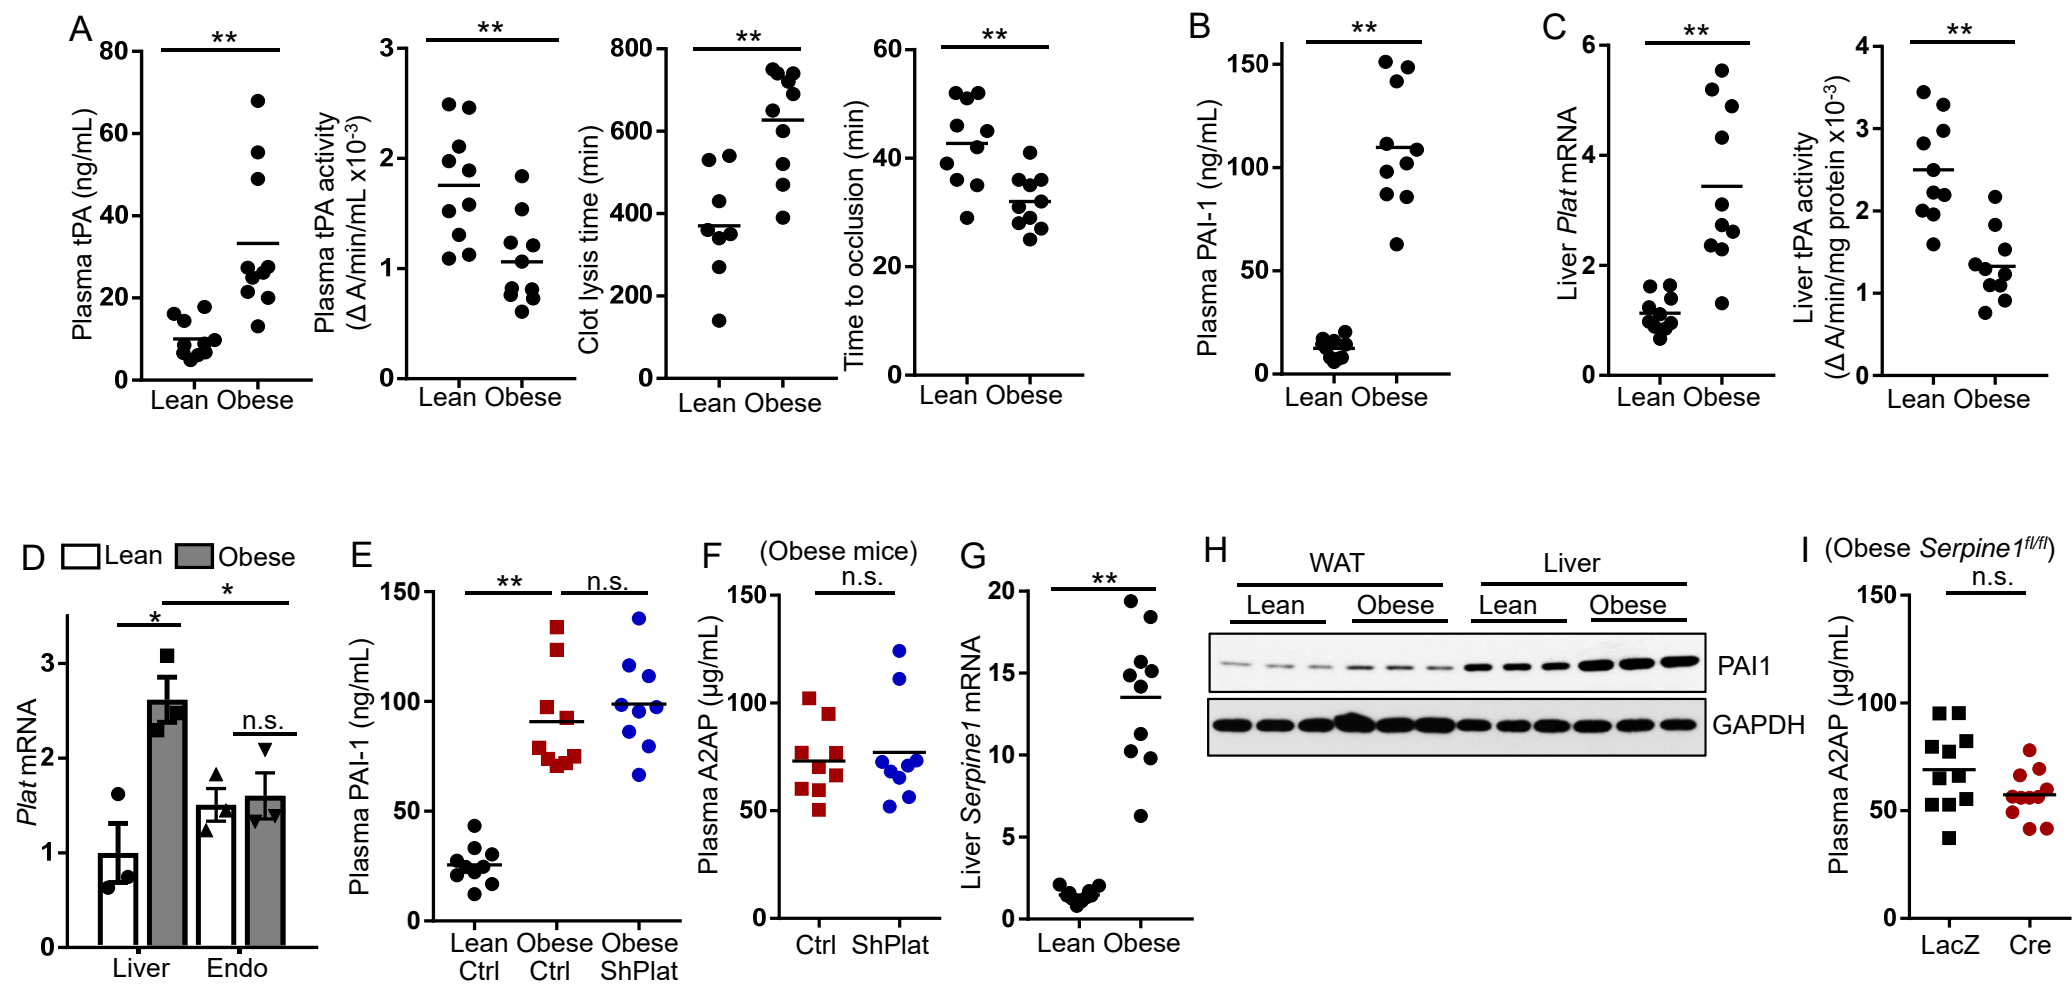 A
**
80
60
40
20
0
Plasma tPA (ng/mL)
Lean Obese
**
3
2
1
0
Plasma tPA activity
(Δ A/min/mL x10-3)
Lean Obese
**
800
600
400
200
0
Clot lysis time (min)
Lean Obese
**
60
40
20
0
Time to occlusion (min)
Lean Obese
B
**
150
100
50
0
Plasma PAI-1 (ng/mL)
Lean Obese
C
**
6
4
2
0
Liver Plat mRNA
Lean Obese
**
4
3
2
1
0
Liver tPA activity
(Δ A/min/mg protein x10-3)
Lean Obese
D
Lean
Obese
*
*
n.s.
3
2
1
0
Plat mRNA
Liver
Endo
E
**
n.s.
150
100
50
0
Plasma PAI-1 (ng/mL)
Lean Obese Obese
Ctrl Ctrl ShPlat
F
(Obese mice)
n.s.
150
100
50
0
Plasma A2AP (µg/mL)
Ctrl ShPlat
G
**
20
15
10
5
0
Liver Serpine1 mRNA
Lean Obese
H
WAT
Liver
Lean
Obese
Lean
Obese
PAI1
GAPDH
I
(Obese Serpine1fl/fl)
n.s.
150
100
50
0
Plasma A2AP (µg/mL)
LacZ
Cre